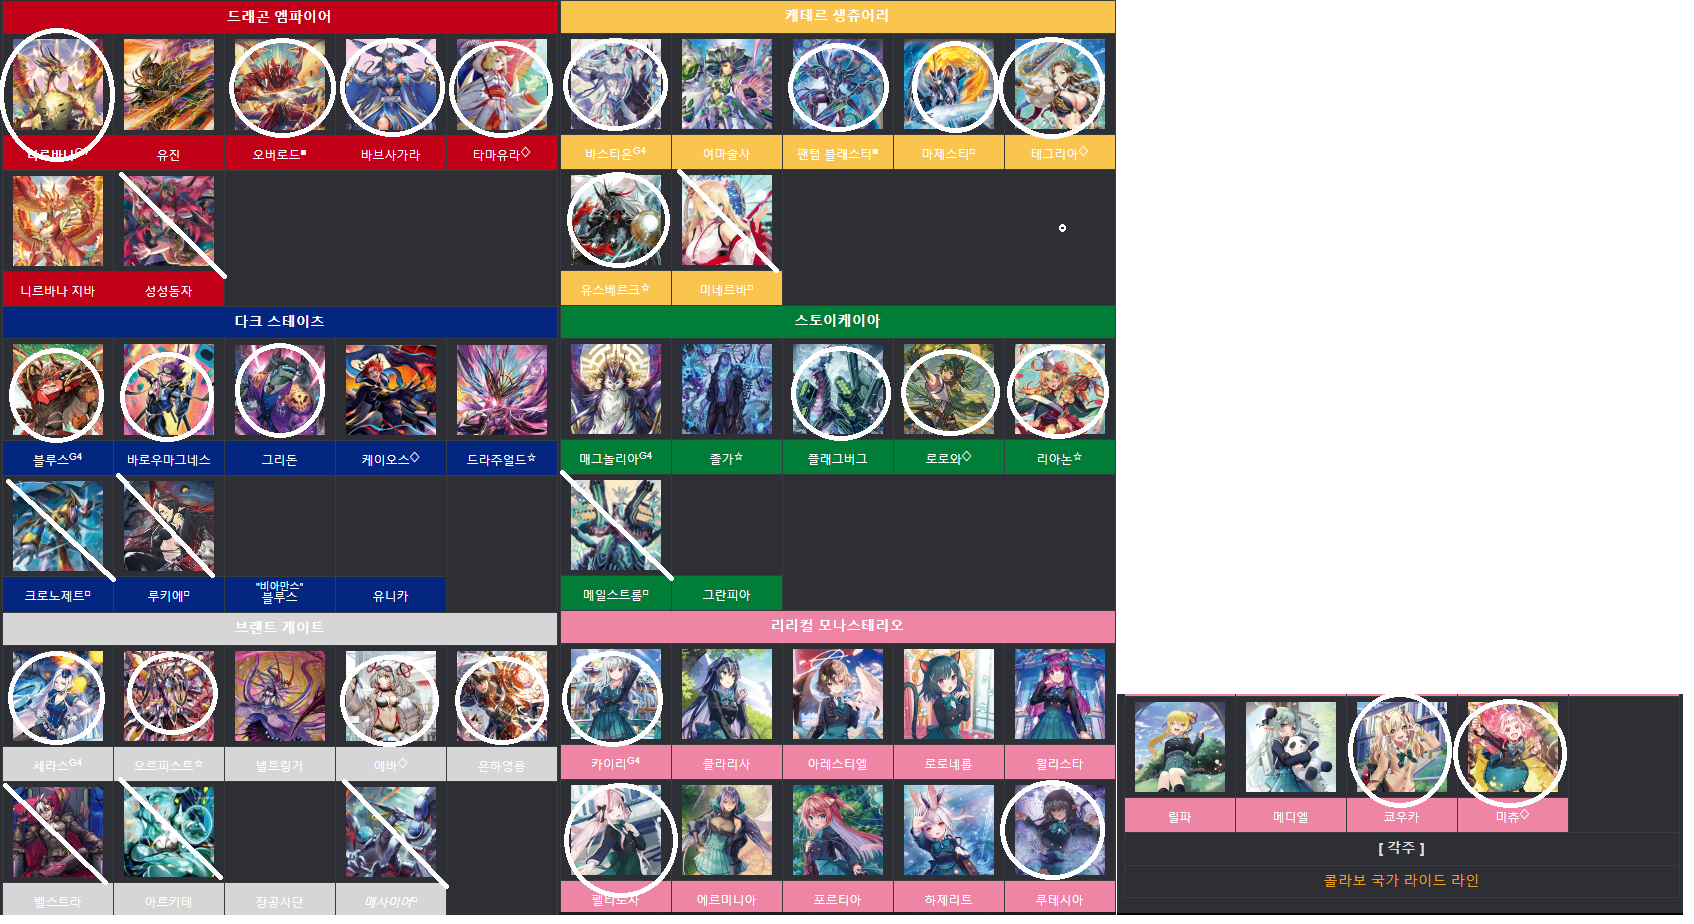 드래곤 엠파이어
니르바나G4
유진
오버로드■
바브사가라
타마유라◇
니르바나 지바
성성동자
케테르 생츄어리
바스티온G4
여마술사
팬텀 블래스터■
마제스티□
테그리아◇
유스베르크☆
미네르바□
다크 스테이츠
블루스G4
바로우마그네스
그리돈
케이오스◇
드라주얼드☆
크로노제트□
루키에□
"비아만스"
블루스
유니카
스토이케이아
매그놀리아G4
졸가☆
플래그버그
로로와◇
리아논☆
메일스트롬□
그란피아
브랜트 게이트
세라스G4
오르피스트☆
넬트링거
에바◇
은하영웅
벨스트라
아르키테
장공사단
메사이아□
리리컬 모나스테리오
카이리G4
클라리사
아레스티엘
로로네롤
윌리스타
펠티로사
에르미니아
포르티아
하제리트
루테시아
릴파
메디엘
쿄우카
미츄◇
[ 각주 ]
콜라보 국가 라이드 라인